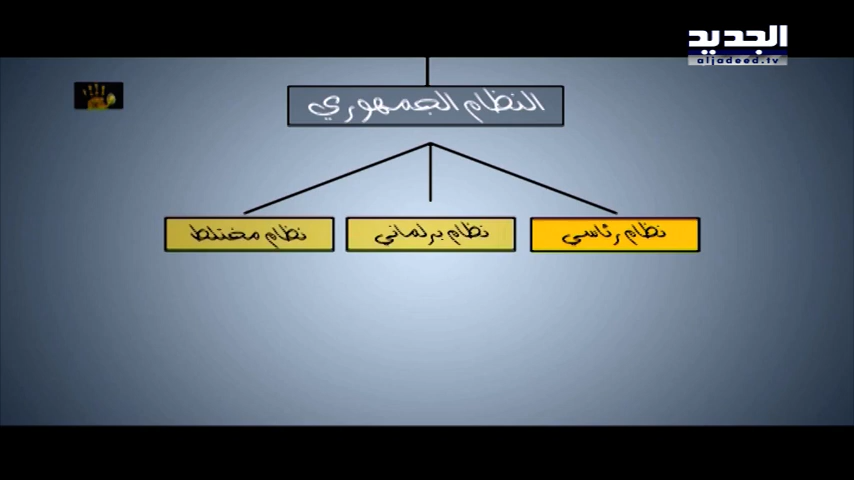 الجديد
aljadeed.tv
النظام الجمهوري
نظام رئاسي
نظام برلماني
نظام مختلط